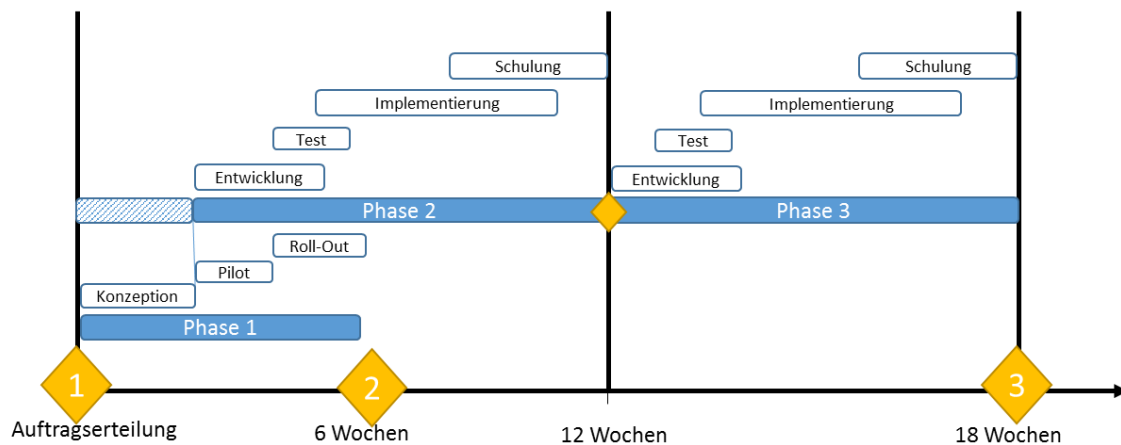 Schulung
Schulung
Implementierung
Implementierung
Test
Test
Entwicklung
Entwicklung
Phase 2
Phase 3
Roll-Out
Pilot
Konzeption
Phase 1
1
2
3
Auftragserteilung
6 Wochen
12 Wochen
18 Wochen